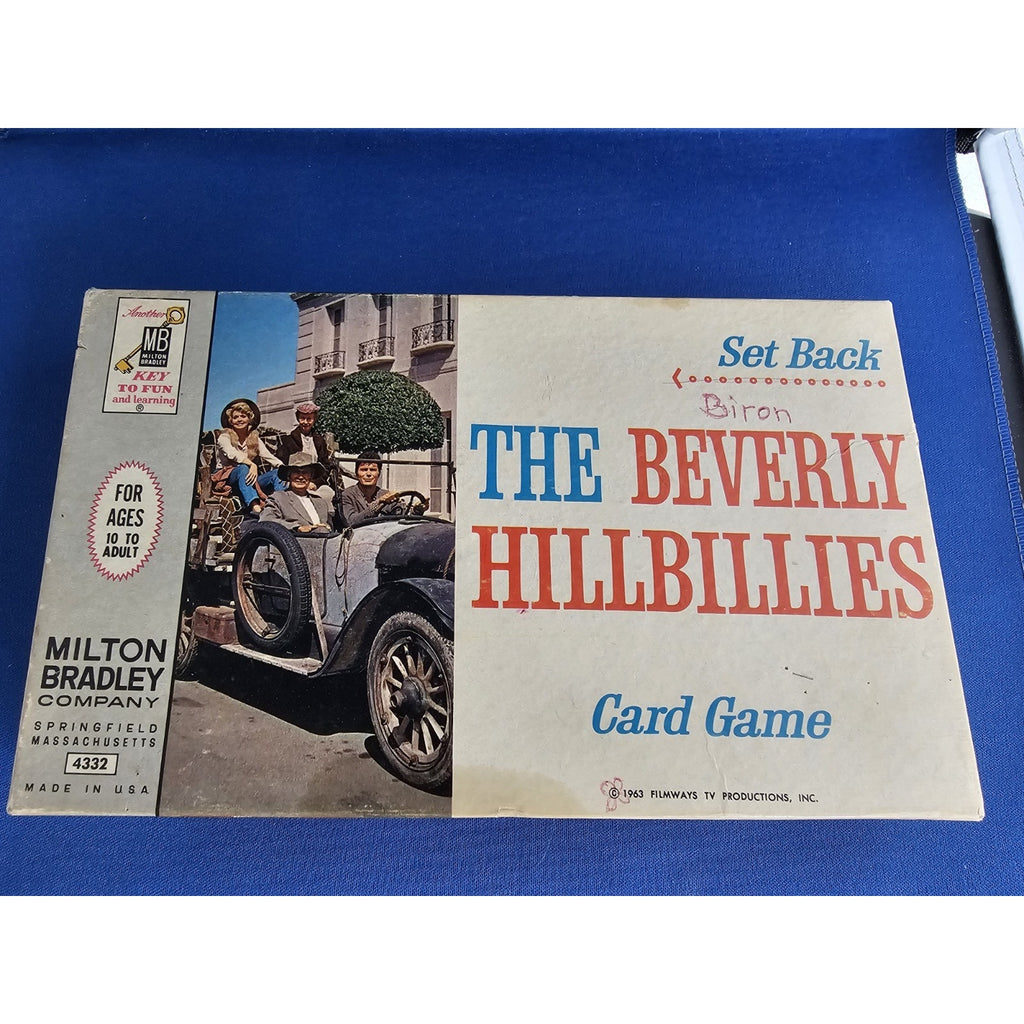 Another
MB
MILTON
BRADLEY
KEY
TO FUN
and learning
®
FOR
AGES
10 TO
ADULT
MILTON
BRADLEY
COMPANY
SPRINGFIELD
MASSACHUSETTS
4332
MADE IN U.S.A.
Set Back
Biron
THE BEVERLY
HILLBILLIES
Card Game
© 1963 FILMWAYS TV PRODUCTIONS, INC.